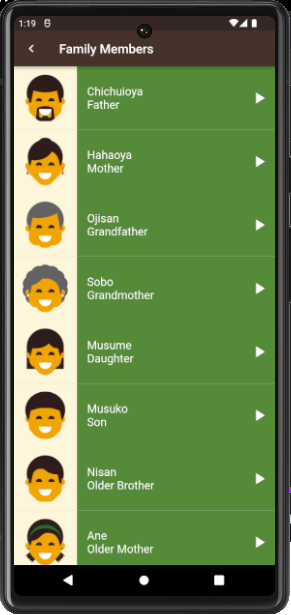 1:19
Family Members
Chichuioya
Father
Hahaoya
Mother
Ojisan
Grandfather
Sobo
Grandmother
Musume
Daughter
Musuko
Son
Nisan
Older Brother
Ane
Older Mother